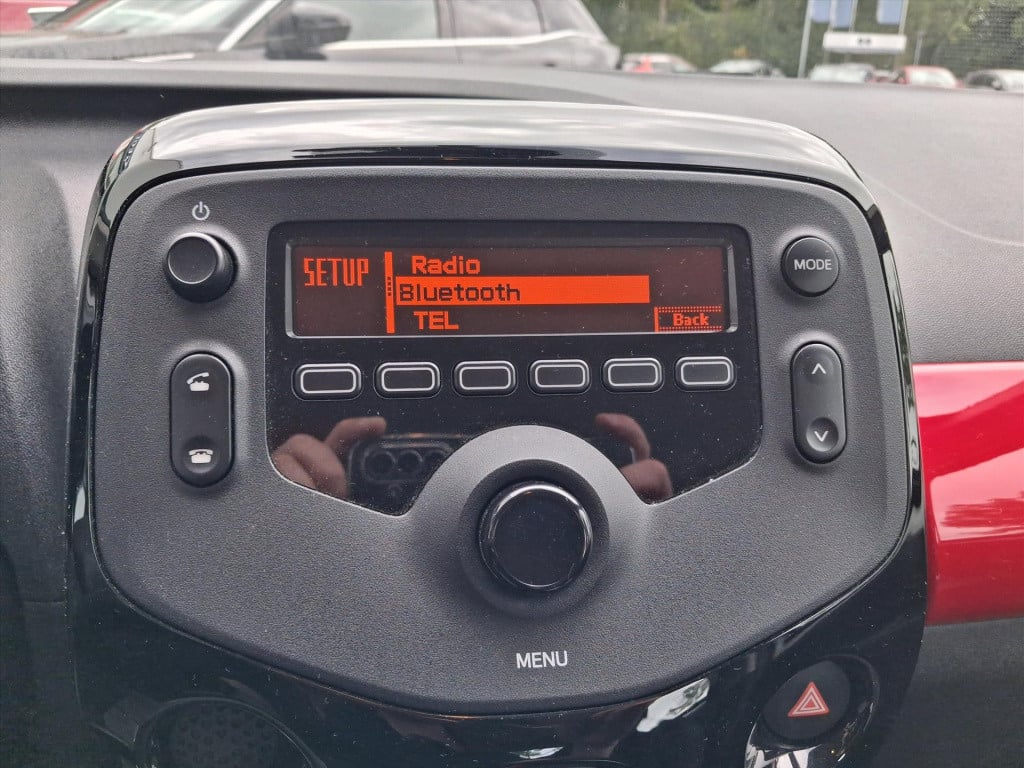 SETUP
Radio
Bluetooth
TEL
Back
MODE
MENU